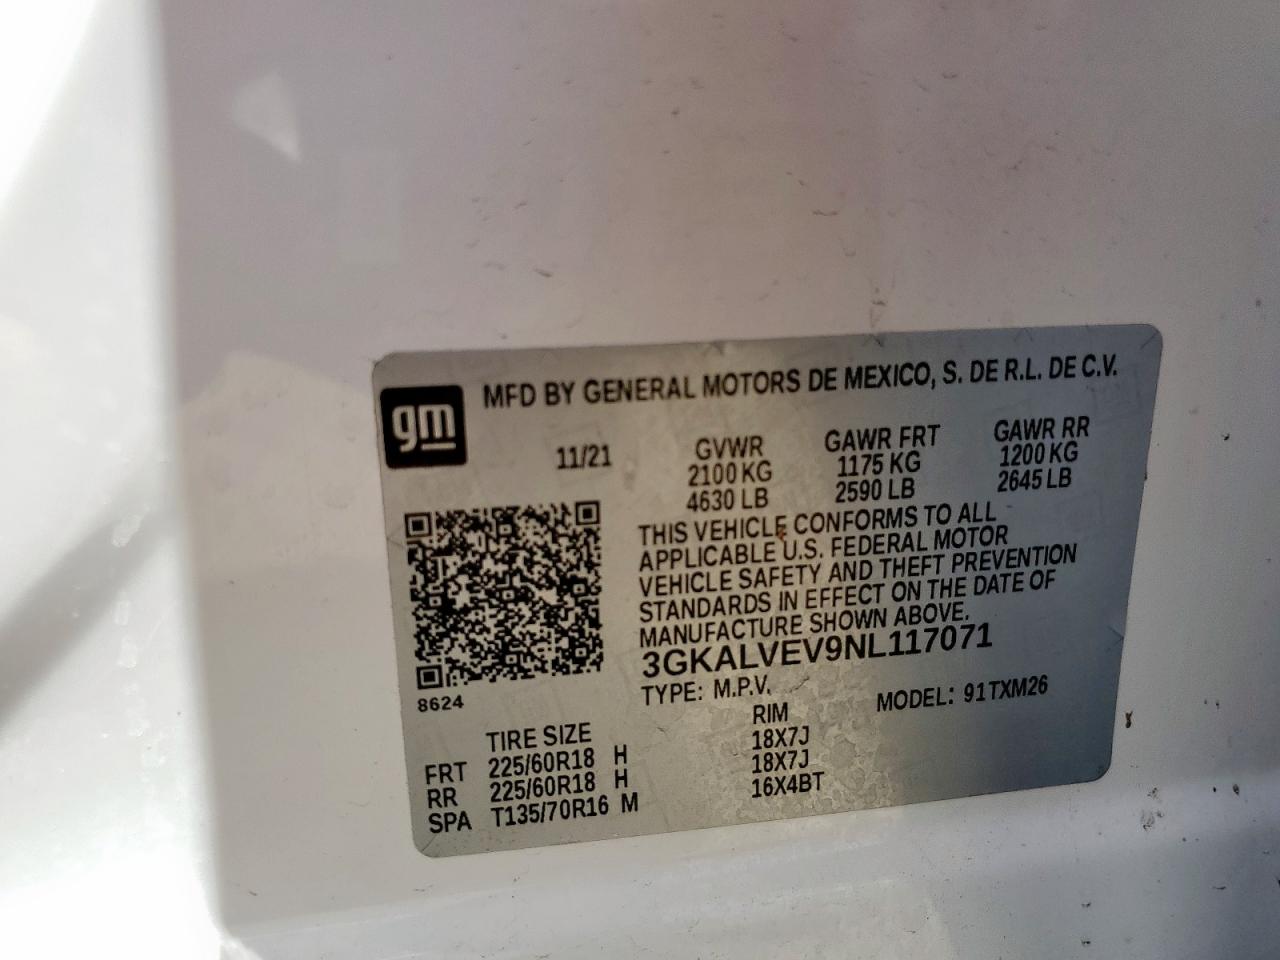 MFD BY GENERAL MOTORS DE MEXICO, S. DE R.L. DE C.V.
gm
11/21
GVWR GAWR FRT GAWR RR
2100 KG 1175 KG 1200 KG
4630 LB 2590 LB 2645 LB
THIS VEHICLE CONFORMS TO ALL
APPLICABLE U.S. FEDERAL MOTOR
VEHICLE SAFETY AND THEFT PREVENTION
STANDARDS IN EFFECT ON THE DATE OF
MANUFACTURE SHOWN ABOVE.
3GKALVEV9NL117071
TYPE: M.P.V. MODEL: 91TXM26
8624
TIRE SIZE RIM
FRT 225/60R18 H 18X7J
RR 225/60R18 H 18X7J
SPA T135/70R16 M 16X4BT